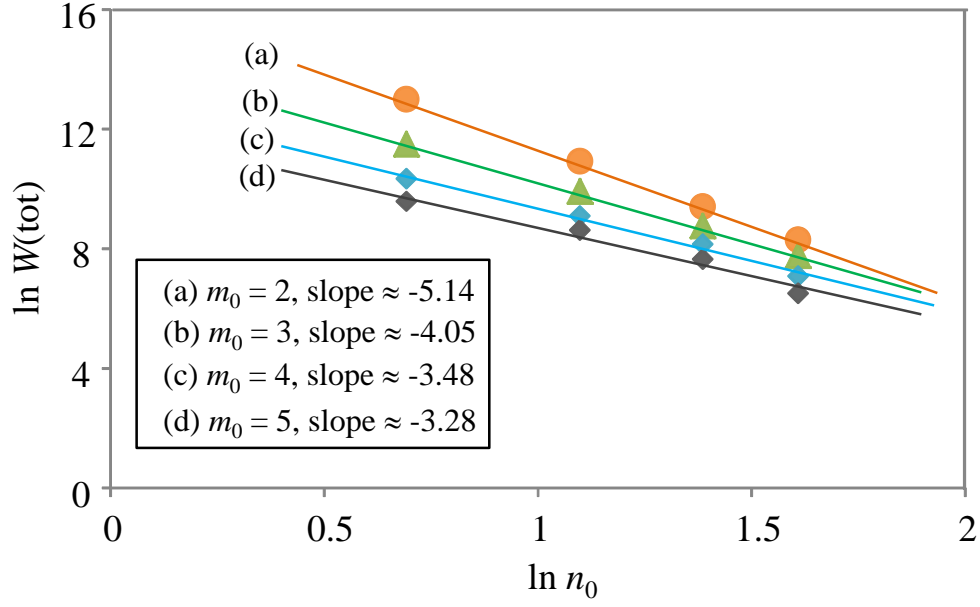 16
12
8
4
0
ln W(tot)
(a)
(b)
(c)
(d)
(a) m₀ = 2, slope ≈ -5.14
(b) m₀ = 3, slope ≈ -4.05
(c) m₀ = 4, slope ≈ -3.48
(d) m₀ = 5, slope ≈ -3.28
0
0.5
1
1.5
2
ln n₀